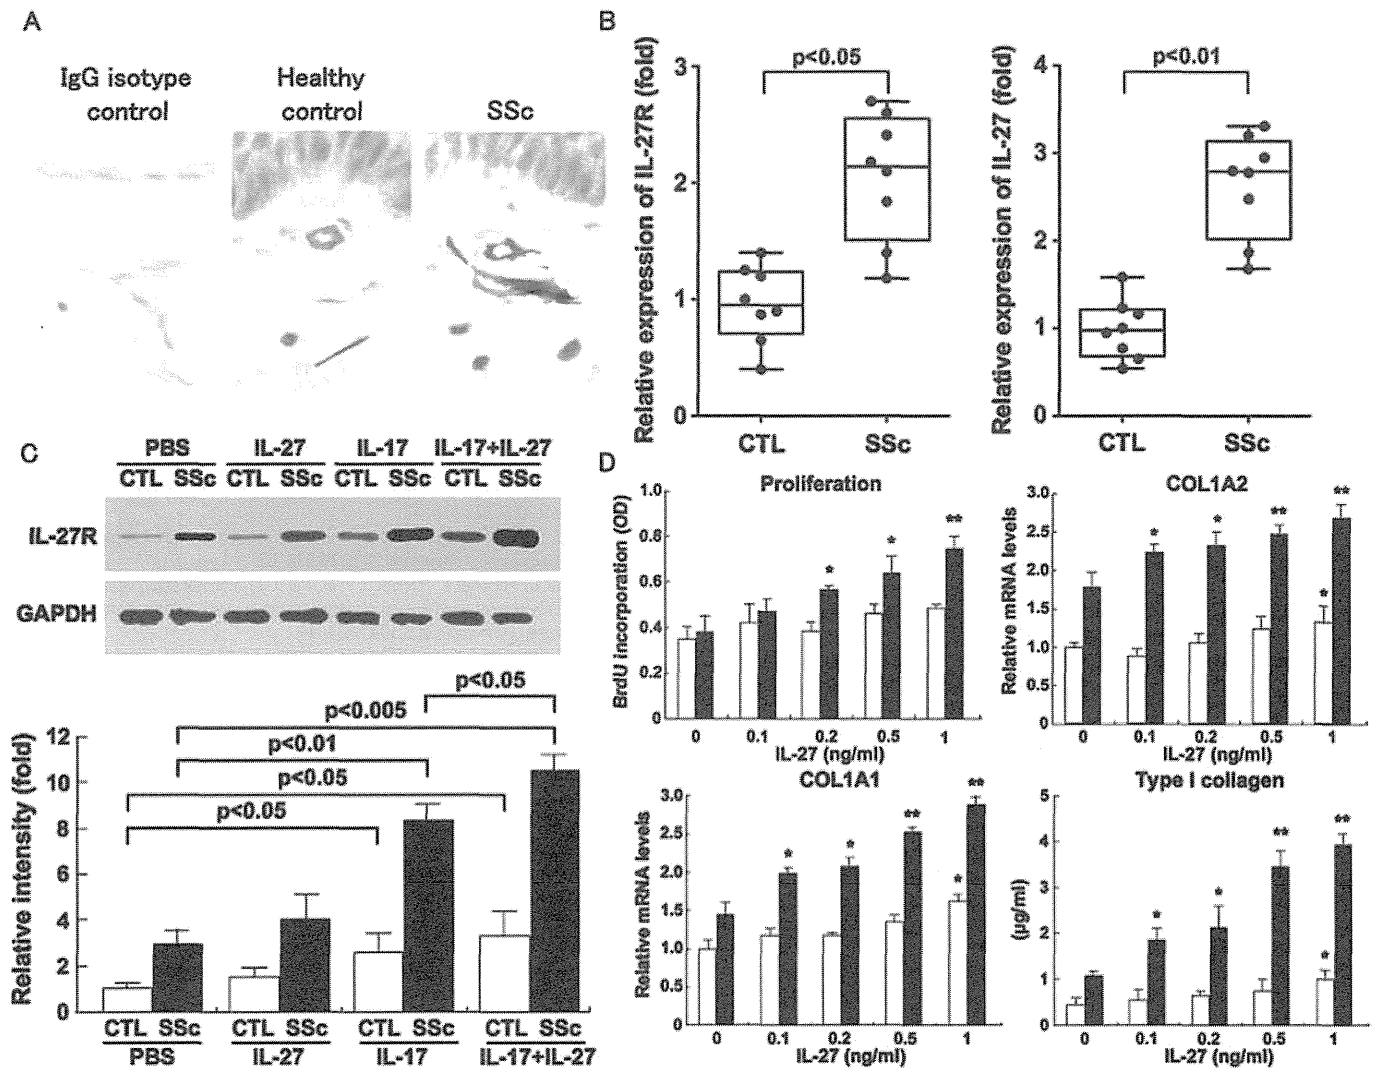 A
IgG isotype control
Healthy control
SSc
B
Relative expression of IL-27R (fold)
3
2
1
0
p<0.05
CTL SSc
Relative expression of IL-27 (fold)
4
3
2
1
0
p<0.01
CTL SSc
C
PBS IL-27 IL-17 IL-17+IL-27
CTL SSc CTL SSc CTL SSc CTL SSc
IL-27R
GAPDH
p<0.05
p<0.005
p<0.01
p<0.05
p<0.05
Relative intensity (fold)
12
10
8
6
4
2
0
CTL SSc CTL SSc CTL SSc CTL SSc
PBS IL-27 IL-17 IL-17+IL-27
D
Proliferation
BrdU incorporation (OD)
1.0
0.8
0.6
0.4
0.2
0
* * **
0 0.1 0.2 0.5 1
IL-27 (ng/ml)
COL1A2
Relative mRNA levels
3.0
2.5
2.0
1.5
1.0
0.5
0
* * ** * **
0 0.1 0.2 0.5 1
IL-27 (ng/ml)
COL1A1
Relative mRNA levels
3.0
2.5
2.0
1.5
1.0
0.5
0
* * ** * **
0 0.1 0.2 0.5 1
IL-27 (ng/ml)
Type I collagen
(μg/ml)
5
4
3
2
1
0
* * ** * **
0 0.1 0.2 0.5 1
IL-27 (ng/ml)